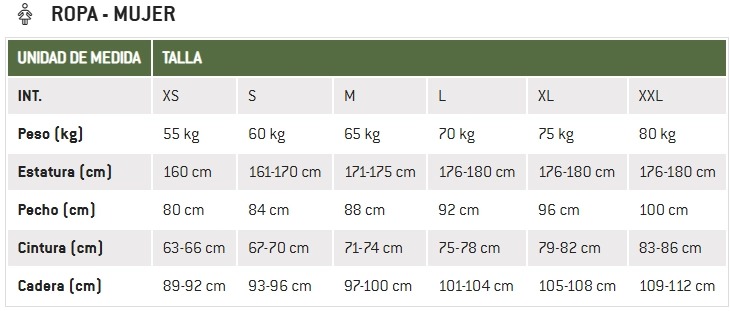 ROPA - MUJER
UNIDAD DE MEDIDA TALLA
INT. XS S M L XL XXL
Peso (kg) 55 kg 60 kg 65 kg 70 kg 75 kg 80 kg
Estatura (cm) 160 cm 161-170 cm 171-175 cm 176-180 cm 176-180 cm 176-180 cm
Pecho (cm) 80 cm 84 cm 88 cm 92 cm 96 cm 100 cm
Cintura (cm) 63-66 cm 67-70 cm 71-74 cm 75-78 cm 79-82 cm 83-86 cm
Cadera (cm) 89-92 cm 93-96 cm 97-100 cm 101-104 cm 105-108 cm 109-112 cm